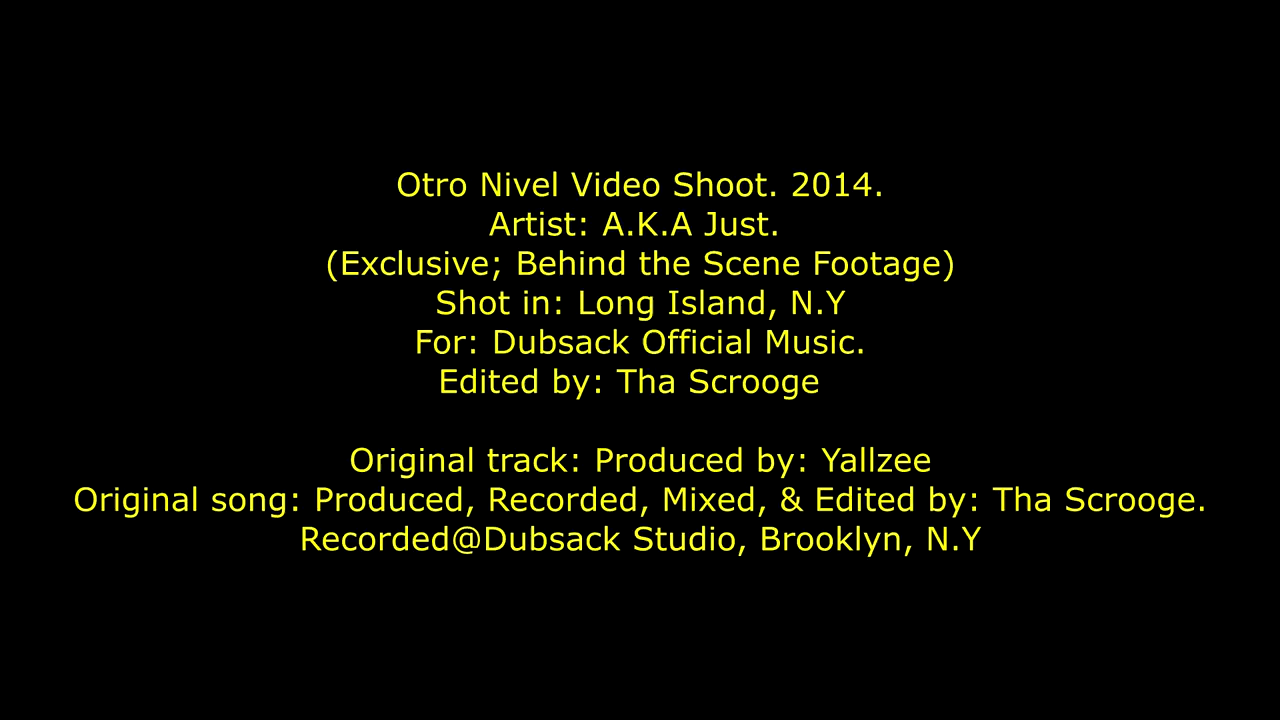 Otro Nivel Video Shoot. 2014.
Artist: A.K.A Just.
(Exclusive; Behind the Scene Footage)
Shot in: Long Island, N.Y
For: Dubsack Official Music.
Edited by: Tha Scrooge
Original track: Produced by: Yallzee
Original song: Produced, Recorded, Mixed, & Edited by: Tha Scrooge.
Recorded@Dubsack Studio, Brooklyn, N.Y